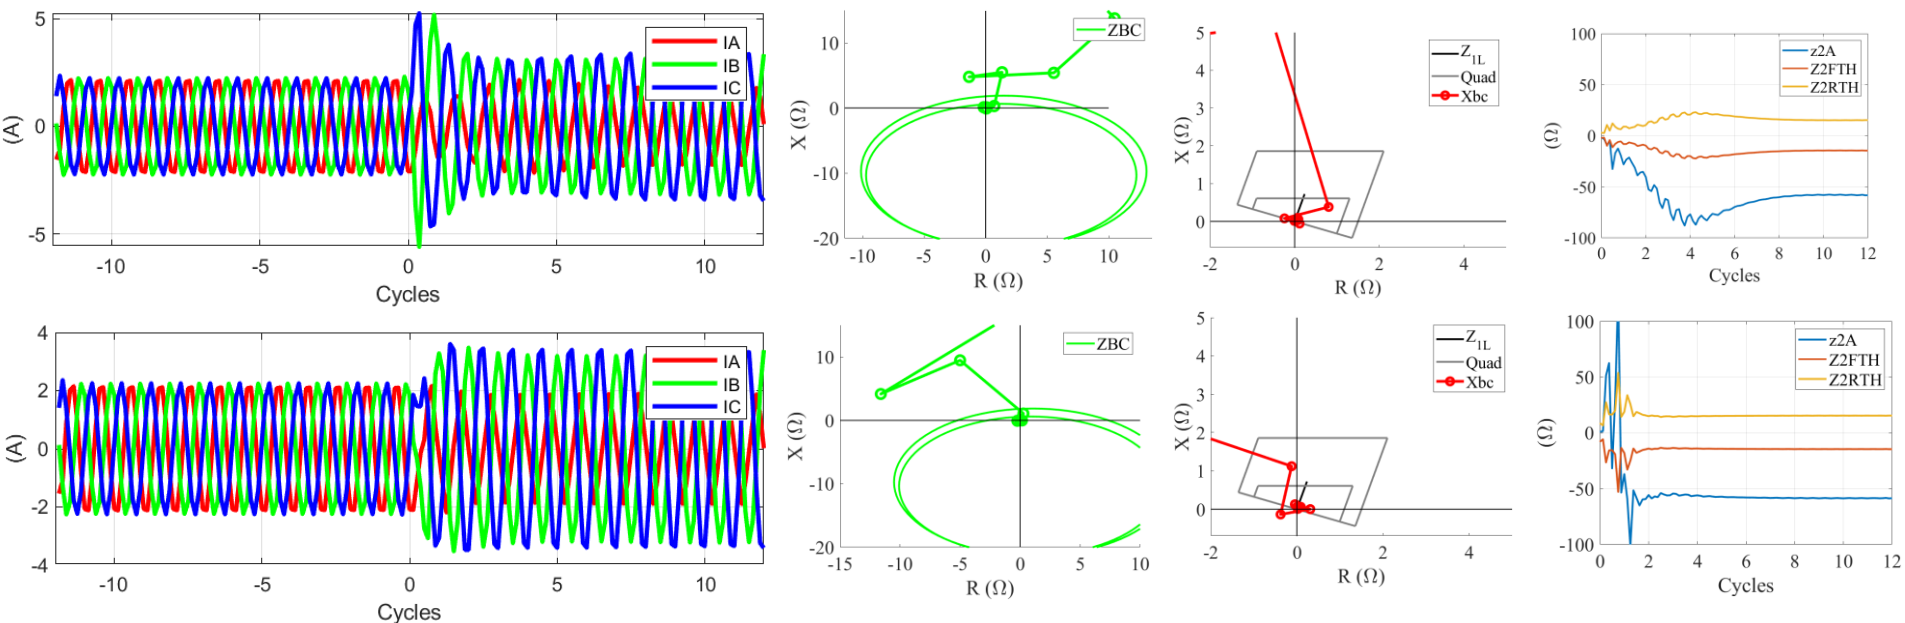 5
0
-5
(A)
-10
-5
0
5
10
Cycles
IA
IB
IC
10
0
-10
-20
X (Ω)
-10
-5
0
5
10
R (Ω)
ZBC
5
4
3
2
1
0
X (Ω)
-2
0
2
4
R (Ω)
Z1L
Quad
Xbc
100
50
0
-50
-100
(Ω)
0
2
4
6
8
10
12
Cycles
z2A
Z2FTH
Z2RTH
4
2
0
-2
-4
(A)
-10
-5
0
5
10
Cycles
IA
IB
IC
10
0
-10
-20
X (Ω)
-15
-10
-5
0
5
10
R (Ω)
ZBC
5
4
3
2
1
0
X (Ω)
-2
0
2
4
R (Ω)
Z1L
Quad
Xbc
100
50
0
-50
-100
(Ω)
0
2
4
6
8
10
12
Cycles
z2A
Z2FTH
Z2RTH